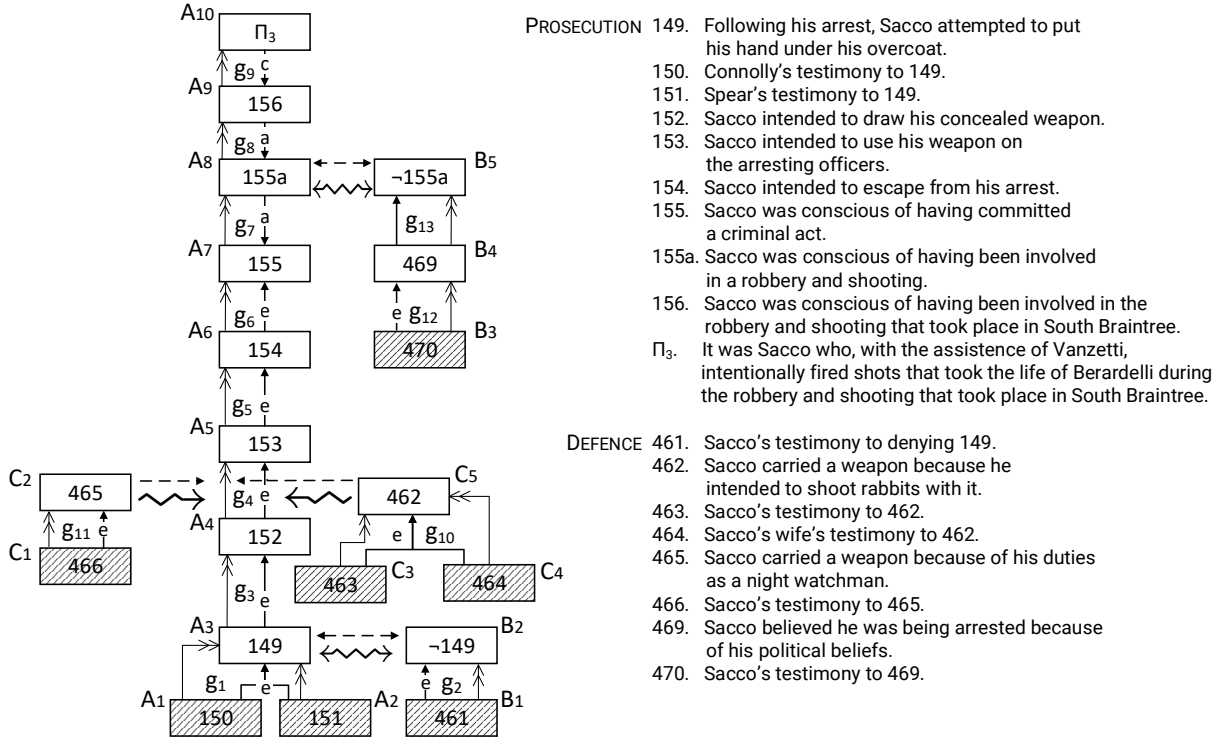 A10
Π3
g9 c
A9
156
g8 a
A8
155a
¬155a
B5
g7 a
g13
A7
155
469
B4
g6 e
e g12
A6
154
470
B3
g5 e
A5
153
C2
465
g4 e
462
C5
g11 e
A4
152
e g10
C1
466
463
C3
464
C4
g3 e
A3
149
¬149
B2
g1 e
e g2
A1
150
151
A2
461
B1
PROSECUTION 149. Following his arrest, Sacco attempted to put
his hand under his overcoat.
150. Connolly's testimony to 149.
151. Spear's testimony to 149.
152. Sacco intended to draw his concealed weapon.
153. Sacco intended to use his weapon on
the arresting officers.
154. Sacco intended to escape from his arrest.
155. Sacco was conscious of having committed
a criminal act.
155a. Sacco was conscious of having been involved
in a robbery and shooting.
156. Sacco was conscious of having been involved in the
robbery and shooting that took place in South Braintree.
Π3. It was Sacco who, with the assistence of Vanzetti,
intentionally fired shots that took the life of Berardelli during
the robbery and shooting that took place in South Braintree.
DEFENCE 461. Sacco's testimony to denying 149.
462. Sacco carried a weapon because he
intended to shoot rabbits with it.
463. Sacco's testimony to 462.
464. Sacco's wife's testimony to 462.
465. Sacco carried a weapon because of his duties
as a night watchman.
466. Sacco's testimony to 465.
469. Sacco believed he was being arrested because
of his political beliefs.
470. Sacco's testimony to 469.